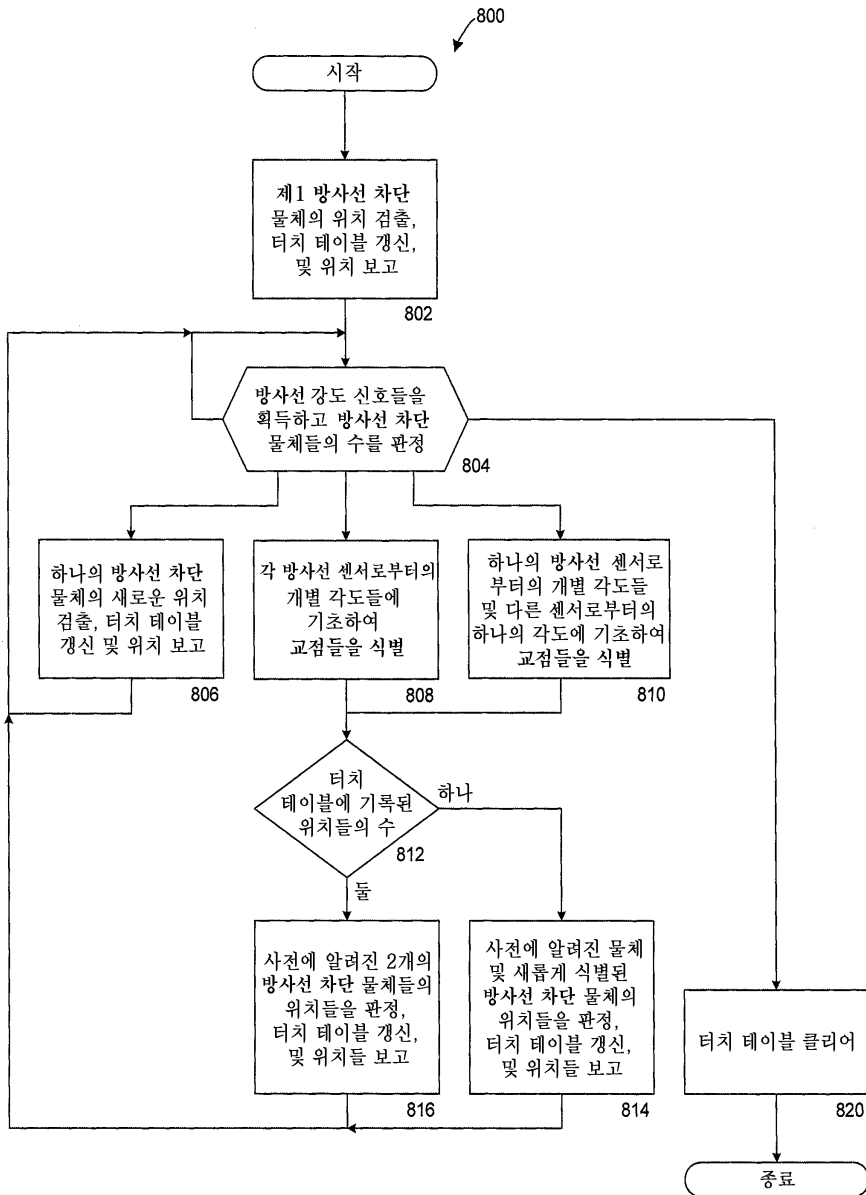 800
시작
제1 방사선 차단
물체의 위치 검출,
터치 테이블 갱신,
및 위치 보고
802
방사선 강도 신호들을
획득하고 방사선 차단
물체들의 수를 판정
804
하나의 방사선 차단
물체의 새로운 위치
검출, 터치 테이블
갱신 및 위치 보고
806
각 방사선 센서로부터의
개별 각도들에
기초하여
교점들을 식별
808
하나의 방사선 센서로
부터의 개별 각도들
및 다른 센서로부터의
하나의 각도에 기초하여
교점들을 식별
810
터치
테이블에 기록된
위치들의 수
812
하나
둘
사전에 알려진 2개의
방사선 차단 물체들의
위치들을 판정,
터치 테이블 갱신,
및 위치들 보고
816
사전에 알려진 물체
및 새롭게 식별된
방사선 차단 물체의
위치들을 판정,
터치 테이블 갱신,
및 위치들 보고
814
터치 테이블 클리어
820
종료